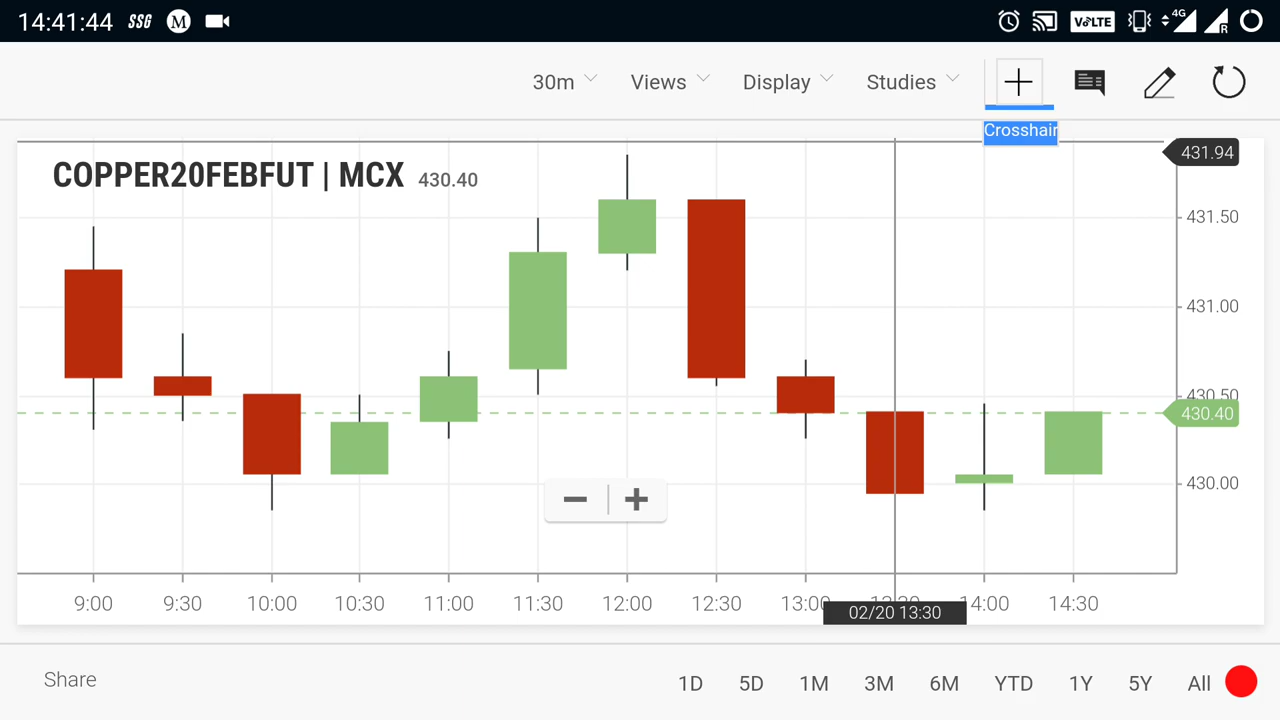 14:41:44 SSG M VoLTE 4G R
30m Views Display Studies
Crosshair
COPPER20FEBFUT | MCX 430.40
431.94
431.50
431.00
430.50
430.40
430.00
9:00 9:30 10:00 10:30 11:00 11:30 12:00 12:30 13:00 13:30 14:00 14:30
02/20 13:30
Share 1D 5D 1M 3M 6M YTD 1Y 5Y All